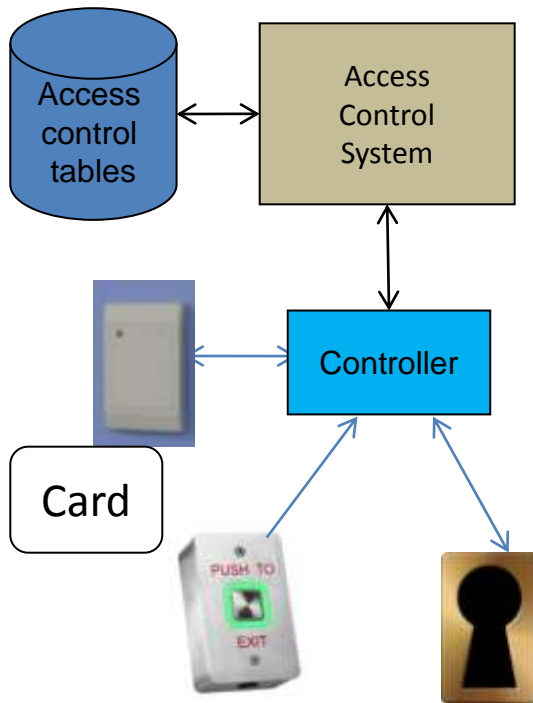 Access
control
tables
Access
Control
System
Controller
Card
PUSH TO
EXIT